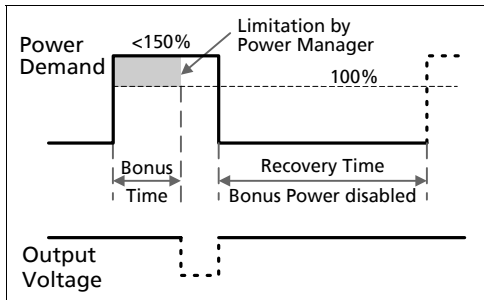 Power
Demand
<150%
Limitation by
Power Manager
100%
Bonus
Time
Recovery Time
Bonus Power disabled
Output
Voltage